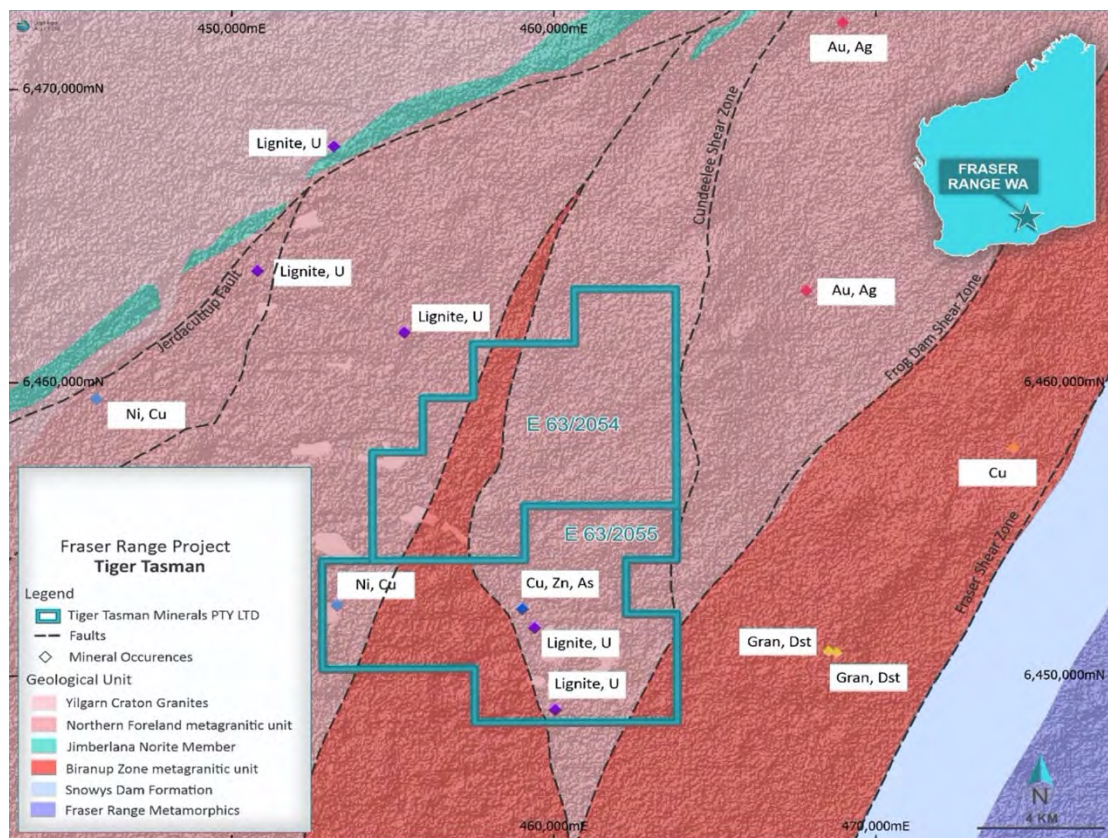 450,000mE
460,000mE
Au, Ag
6,470,000mN
Lignite, U
Cundeelee Shear Zone
FRASER
RANGE WA
Lignite, U
Jerdacuttup Fault
Au, Ag
Lignite, U
Frog Dam Shear Zone
6,460,000mN
6,460,000mN
Ni, Cu
E 63/2054
Cu
E 63/2055
Fraser Shear Zone
Ni, Cu
Cu, Zn, As
Lignite, U
Gran, Dst
Gran, Dst
Lignite, U
6,450,000mN
Fraser Range Project
Tiger Tasman
Legend
Tiger Tasman Minerals PTY LTD
Faults
Mineral Occurences
Geological Unit
Yilgarn Craton Granites
Northern Foreland metagranitic unit
Jimberlana Norite Member
Biranup Zone metagranitic unit
Snowys Dam Formation
Fraser Range Metamorphics
N
4 KM
460,000mE
470,000mE